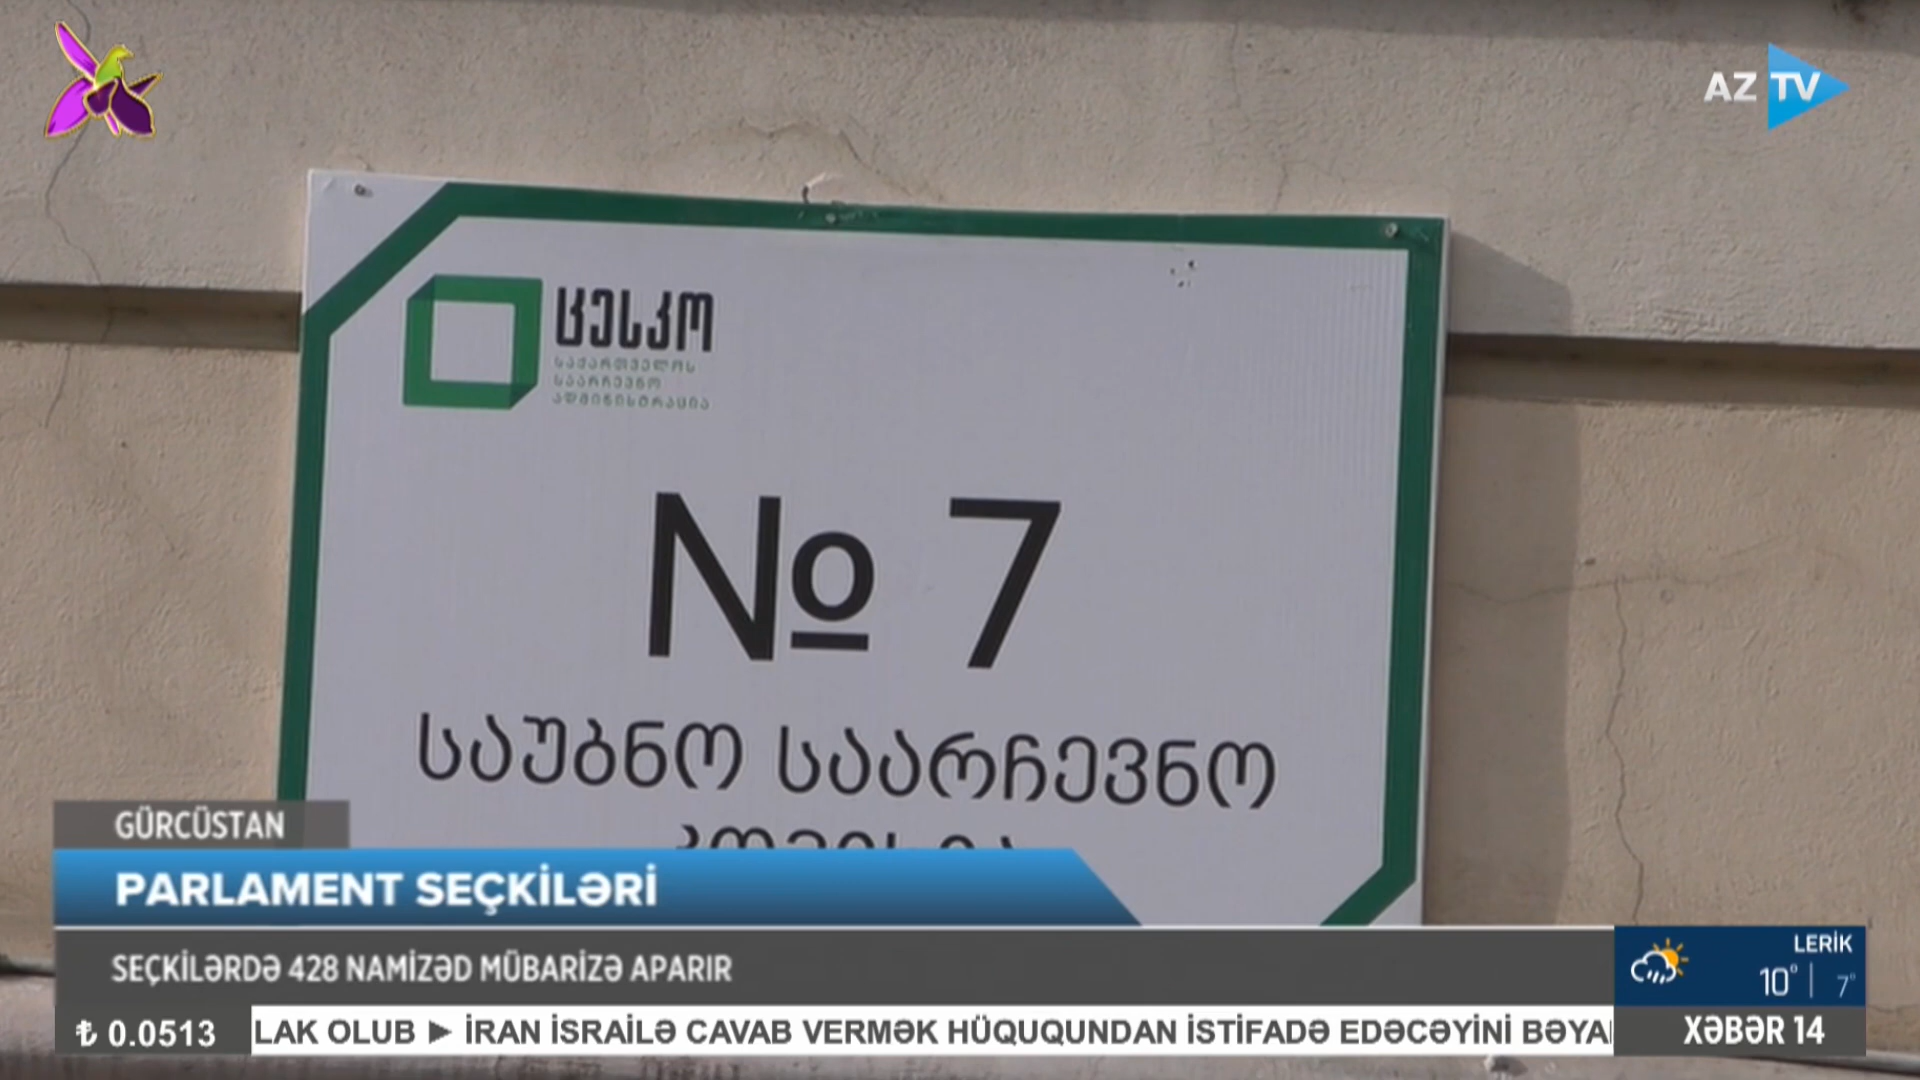 AZ TV
ცესკო
საქართველოს
საარჩევნო
ადმინისტრაცია
№ 7
საუბნო საარჩევნო
კომისია
GÜRCÜSTAN
PARLAMENT SEÇKİLƏRİ
SEÇKİLƏRDƏ 428 NAMİZƏD MÜBARİZƏ APARIR
LERİK
10° | 7°
₺ 0.0513
LAK OLUB ► İRAN İSRAİLƏ CAVAB VERMƏK HÜQUQUNDAN İSTİFADƏ EDƏCƏYİNİ BƏYA
XƏBƏR 14